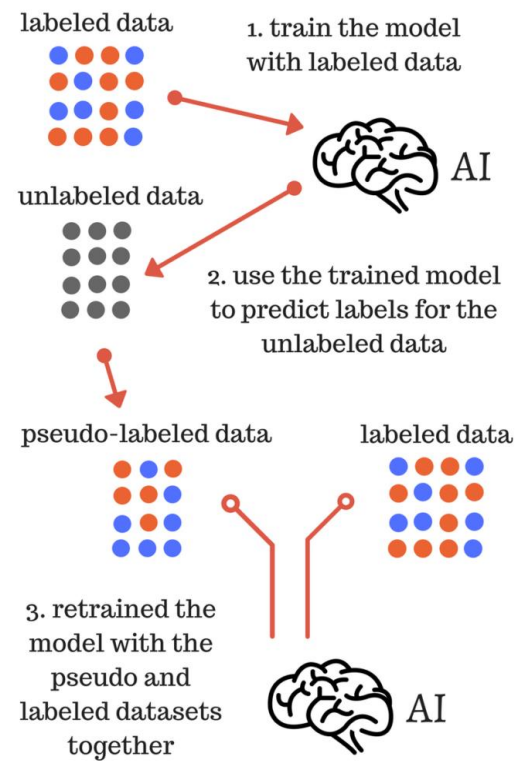 labeled data
1. train the model
with labeled data
AI
unlabeled data
2. use the trained model
to predict labels for the
unlabeled data
pseudo-labeled data
labeled data
3. retrained the
model with the
pseudo and
labeled datasets
together
AI